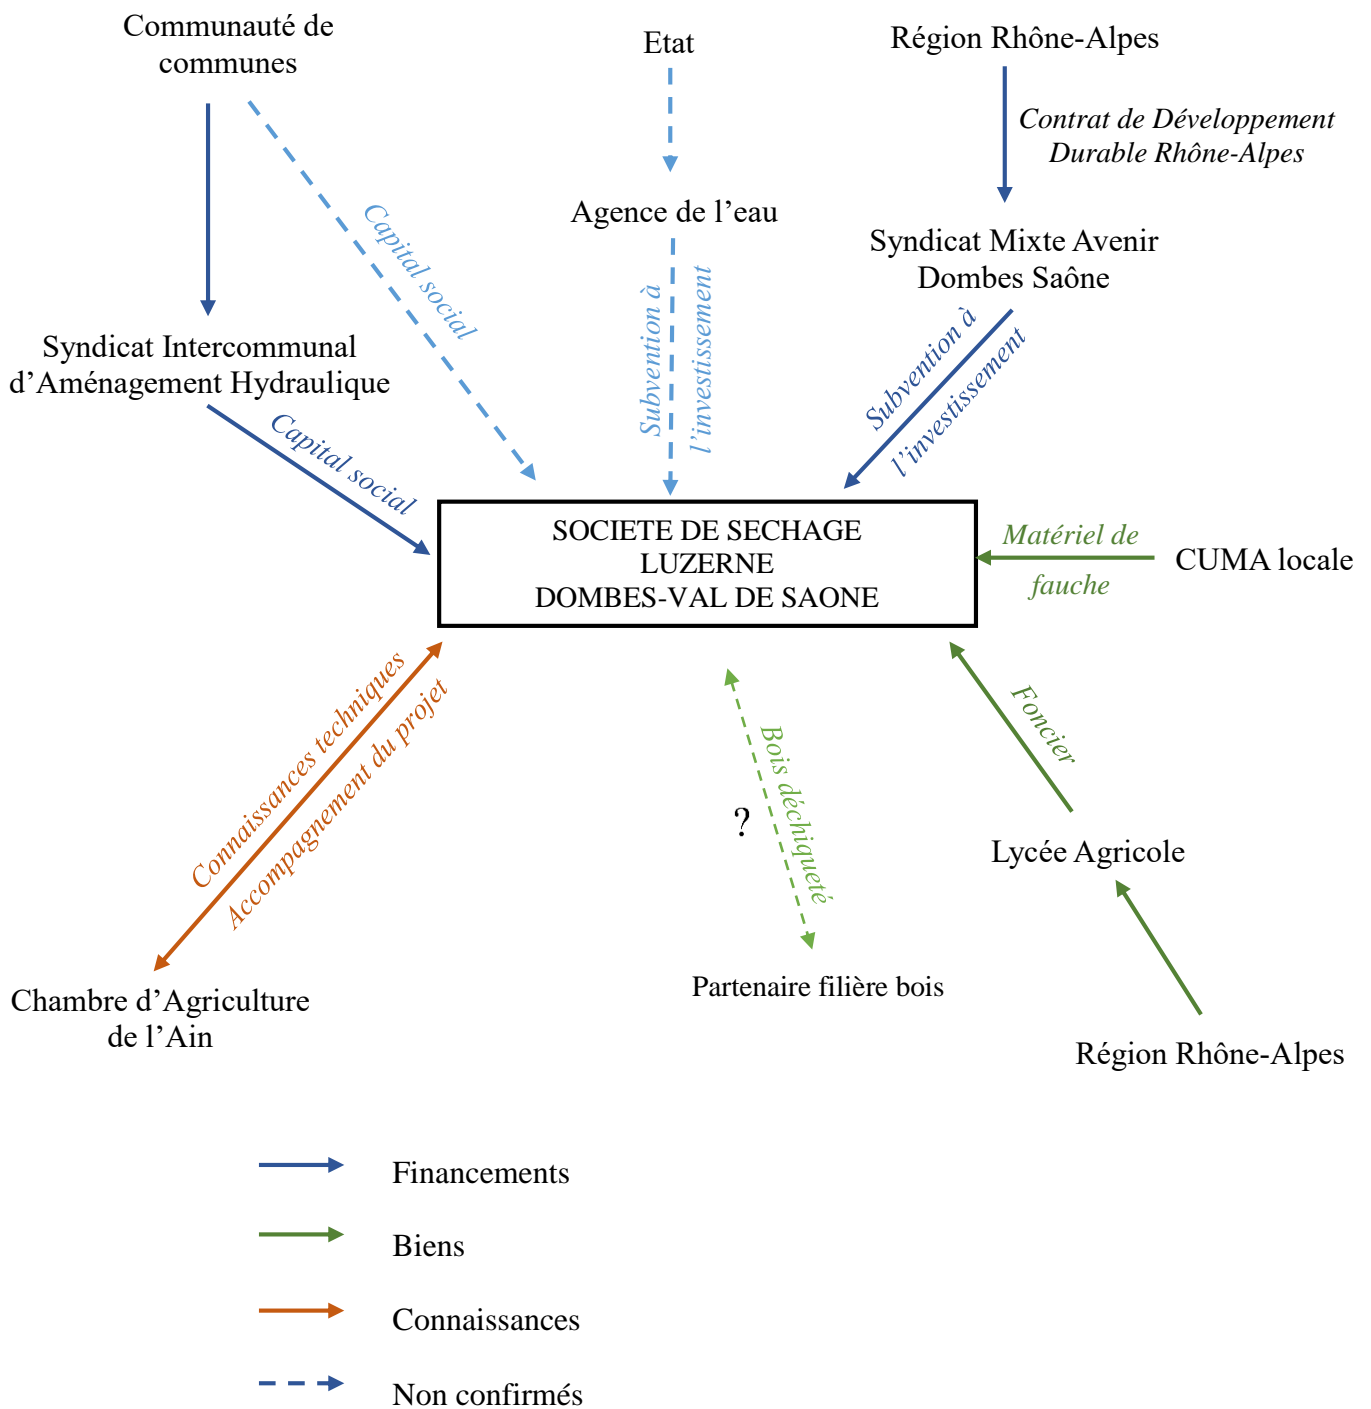 Communauté de
communes
Etat
Région Rhône-Alpes
Contrat de Développement
Durable Rhône-Alpes
Capital social
Agence de l’eau
Syndicat Mixte Avenir
Dombes Saône
Subvention à
l’investissement
Subvention à
l’investissement
Syndicat Intercommunal
d’Aménagement Hydraulique
Capital social
SOCIETE DE SECHAGE
LUZERNE
DOMBES-VAL DE SAONE
Matériel de
fauche
CUMA locale
Connaissances techniques
Accompagnement du projet
Bois déchiqueté
?
Foncier
Lycée Agricole
Chambre d’Agriculture
de l’Ain
Partenaire filière bois
Région Rhône-Alpes
Financements
Biens
Connaissances
Non confirmés